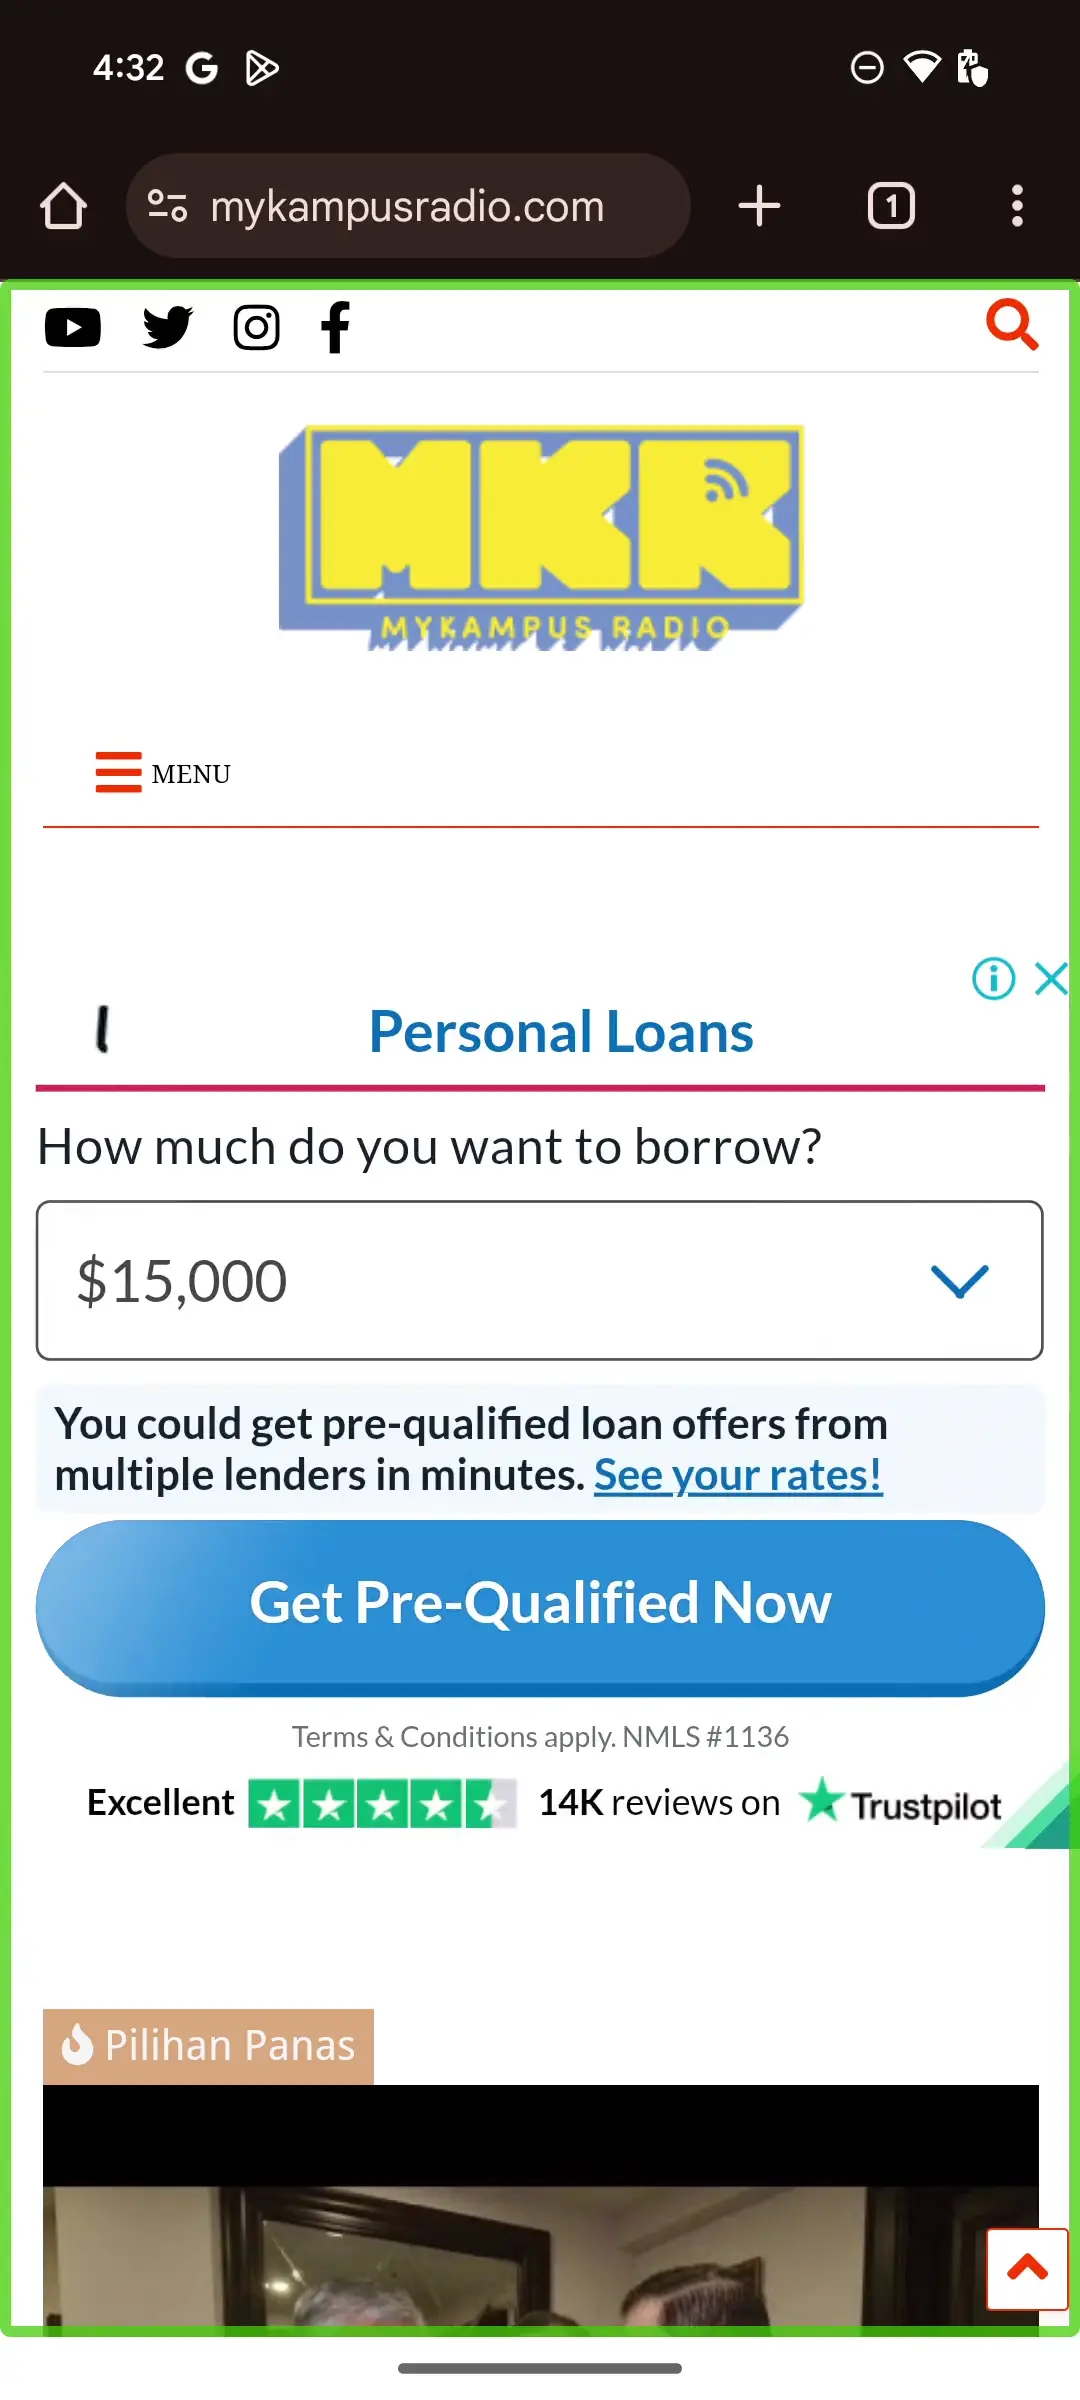 4:32
mykampusradio.com
1
MKR
MYKAMPUS RADIO
MENU
Personal Loans
How much do you want to borrow?
$15,000
You could get pre-qualified loan offers from
multiple lenders in minutes. See your rates!
Get Pre-Qualified Now
Terms & Conditions apply. NMLS #1136
Excellent 14K reviews on Trustpilot
Pilihan Panas